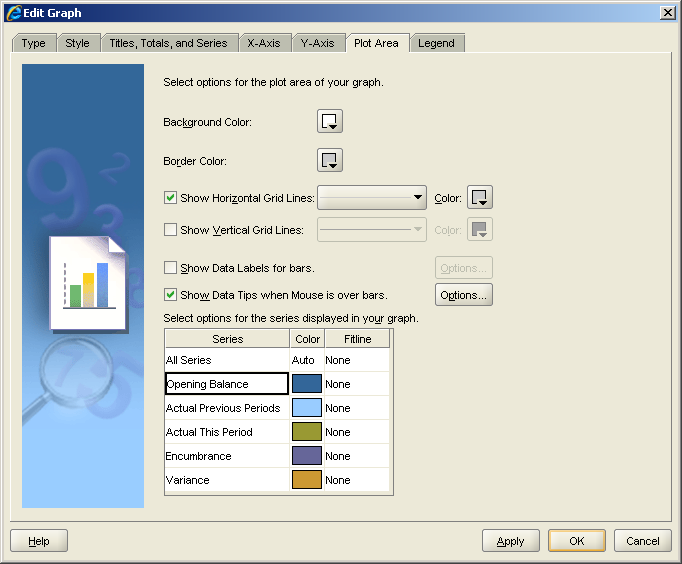 Edit Graph
Type Style Titles, Totals, and Series X-Axis Y-Axis Plot Area Legend
Select options for the plot area of your graph.
Background Color:
Border Color:
Show Horizontal Grid Lines: Color:
Show Vertical Grid Lines: Color:
Show Data Labels for bars. Options...
Show Data Tips when Mouse is over bars. Options...
Select options for the series displayed in your graph.
Series Color Fitline
All Series Auto None
Opening Balance None
Actual Previous Periods None
Actual This Period None
Encumbrance None
Variance None
Help Apply OK Cancel